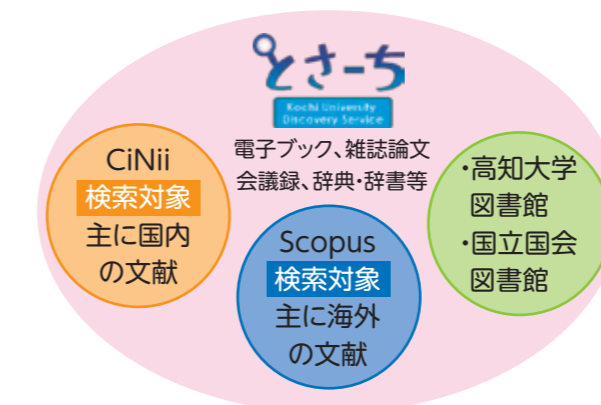 とさーち
Kochi University
Discovery Service
電子ブック、雑誌論文
会議録、辞典・辞書等
CiNii
検索対象
主に国内
の文献
Scopus
検索対象
主に海外
の文献
・高知大学
図書館
・国立国会
図書館